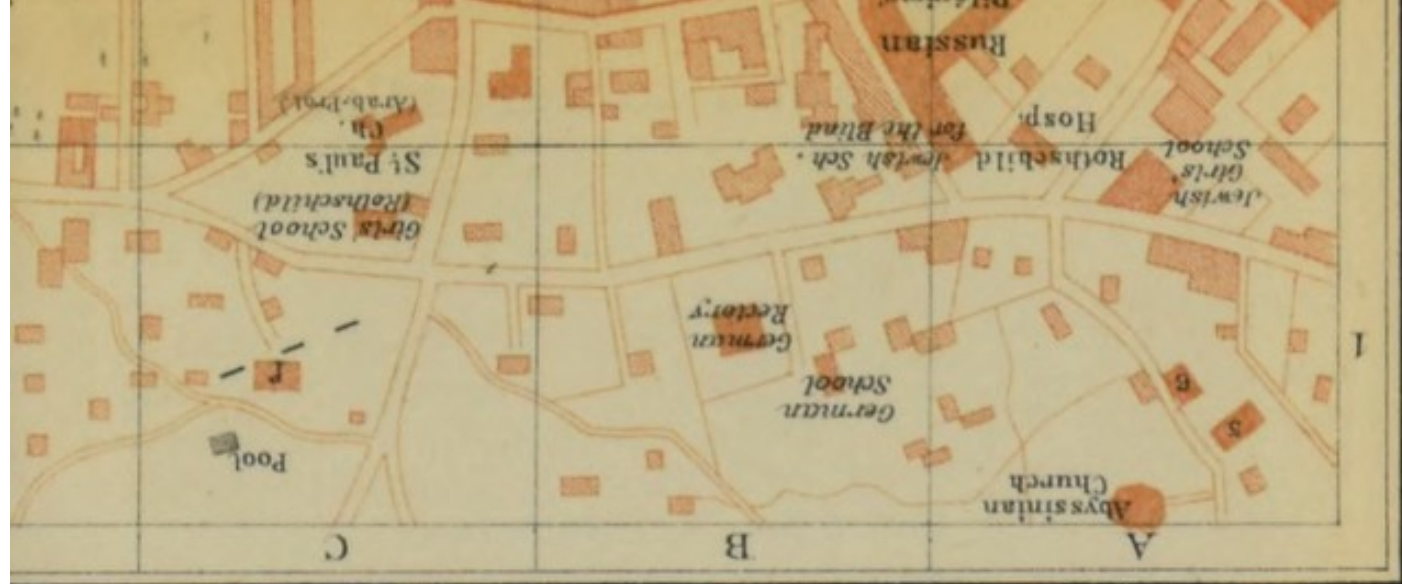 A
B
C
Abyssinian
Church
Pool
German
School
1
German
Rectory
Jewish
Girls'
School
Girls' School
(Rothschild)
Rothschild
Hosp.
Jewish Sch.
for the Blind
St. Paul's
Ch.
(Arab. Prot.)
Russian